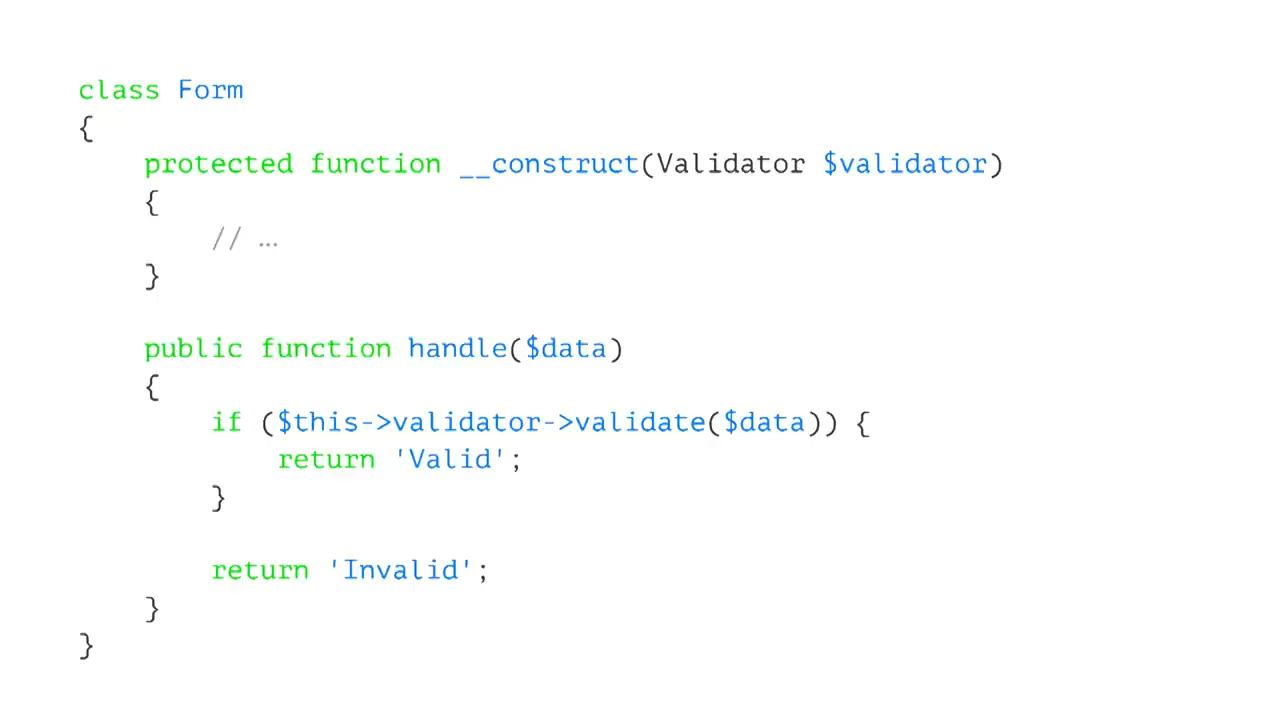 class Form
{
    protected function __construct(Validator $validator)
    {
        // ...
    }

    public function handle($data)
    {
        if ($this->validator->validate($data)) {
            return 'Valid';
        }

        return 'Invalid';
    }
}